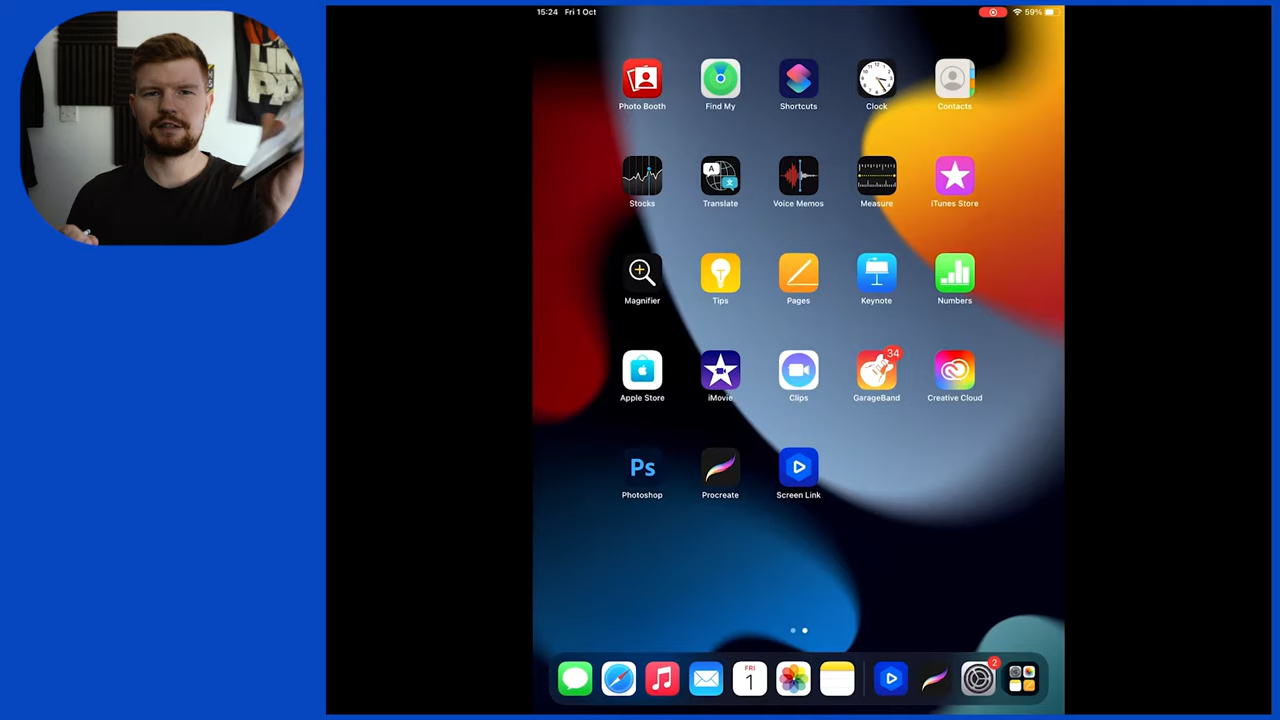 15:24 Fri 1 Oct
59%
Photo Booth
Find My
Shortcuts
Clock
Contacts
Stocks
Translate
Voice Memos
Measure
iTunes Store
Magnifier
Tips
Pages
Keynote
Numbers
34
Apple Store
iMovie
Clips
GarageBand
Creative Cloud
Ps
Photoshop
Procreate
Screen Link
FRI
1
2